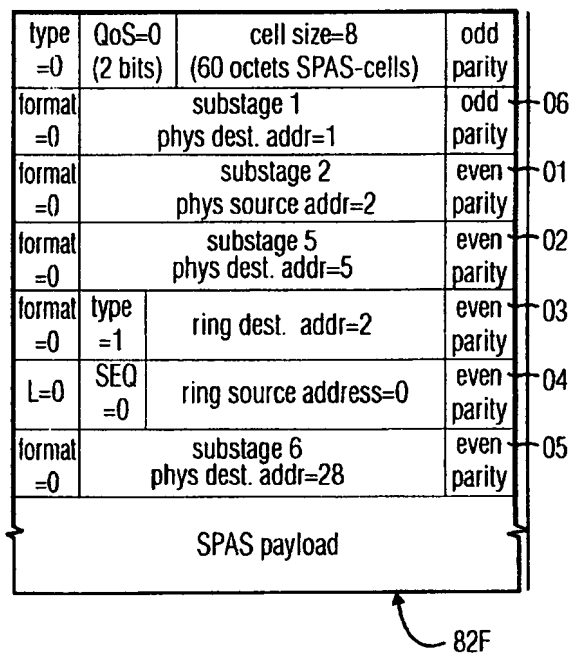 type QoS=0 cell size=8 odd
=0 (2 bits) (60 octets SPAS-cells) parity
format substage 1 odd 06
=0 phys dest. addr=1 parity
format substage 2 even 01
=0 phys source addr=2 parity
format substage 5 even 02
=0 phys dest. addr=5 parity
format type ring dest. addr=2 even 03
=0 =1 parity
L=0 SEQ ring source address=0 even 04
=0 parity
format substage 6 even 05
=0 phys dest. addr=28 parity
SPAS payload
82F